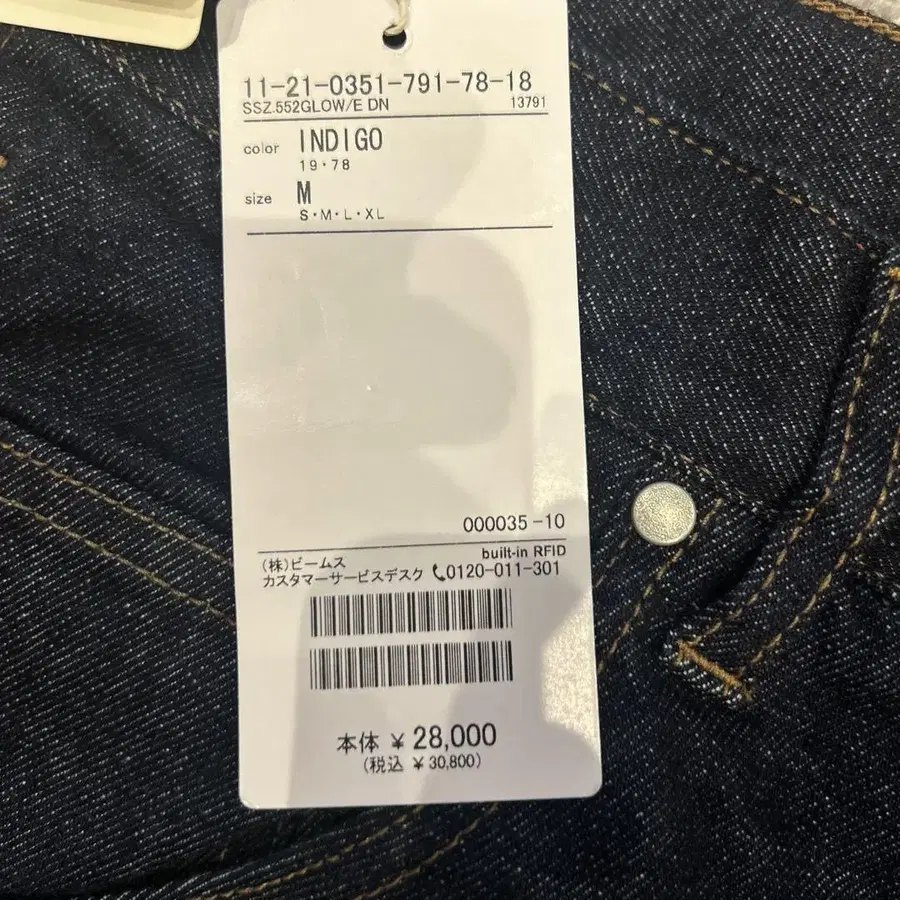 11-21-0351-791-78-18
SSZ.552GLOW/E DN 13791
color INDIGO
19・78
size M
S・M・L・XL
000035-10
built-in RFID
(株)ビームス
カスタマーサービスデスク 0120-011-301
本体 ¥ 28,000
(税込 ¥ 30,800)